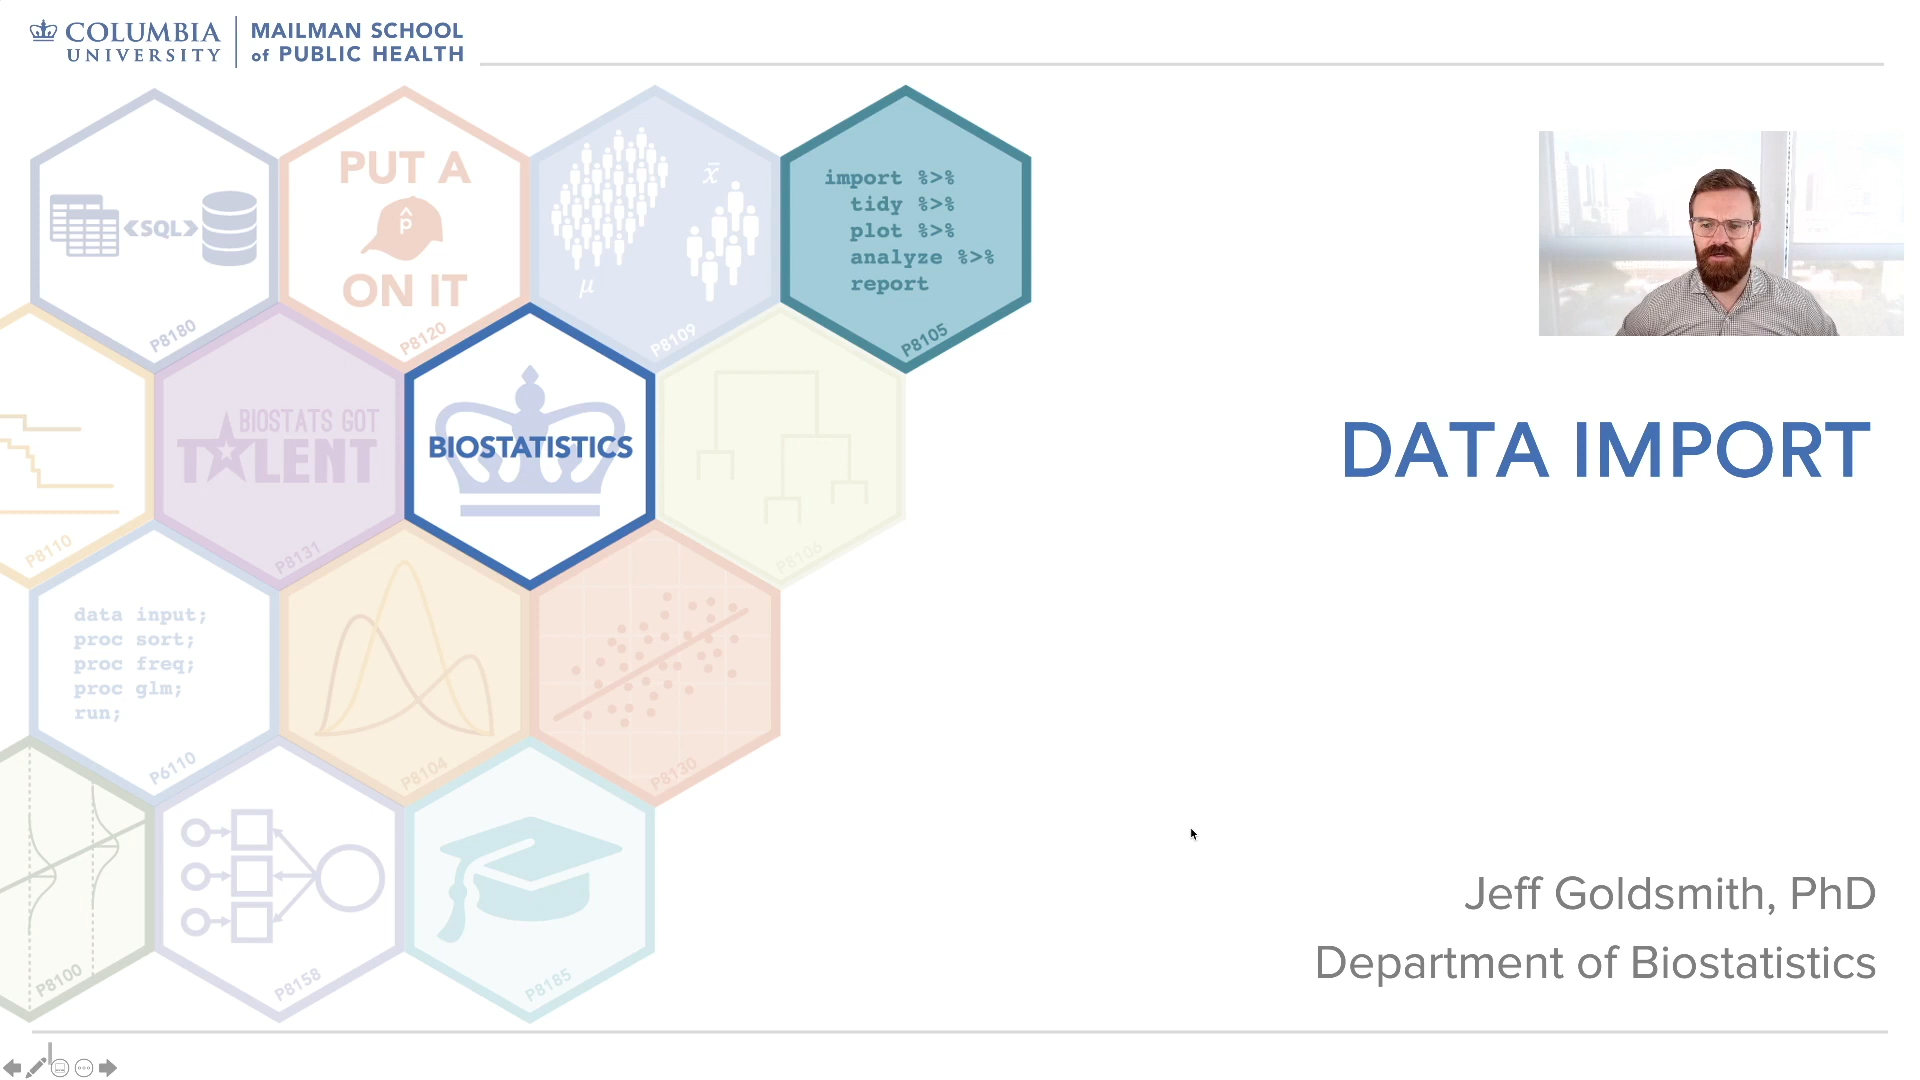 COLUMBIA
UNIVERSITY
MAILMAN SCHOOL
of PUBLIC HEALTH
<SQL>
P8180
PUT A
p̂
ON IT
P8120
x̄
μ
P8109
import %>%
tidy %>%
plot %>%
analyze %>%
report
P8105
P8110
BIOSTATS GOT
TALENT
P8131
BIOSTATISTICS
P8106
DATA IMPORT
data input;
proc sort;
proc freq;
proc glm;
run;
P6110
P8104
P8130
P8100
P8158
P8185
Jeff Goldsmith, PhD
Department of Biostatistics